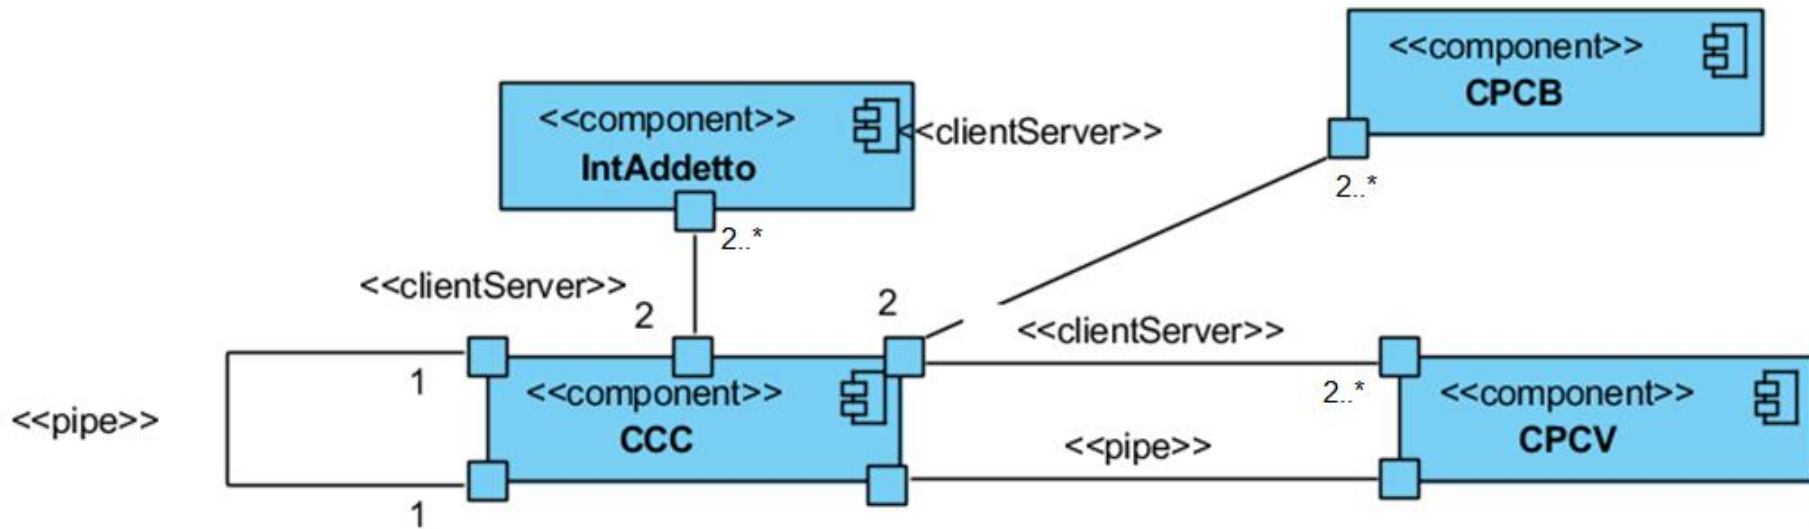 <<component>>
CPCB
2..*
<<component>>
IntAddetto
<<clientServer>>
2..*
<<clientServer>>
2
2
<<clientServer>>
2..*
<<pipe>>
1
1
<<component>>
CCC
<<pipe>>
<<component>>
CPCV